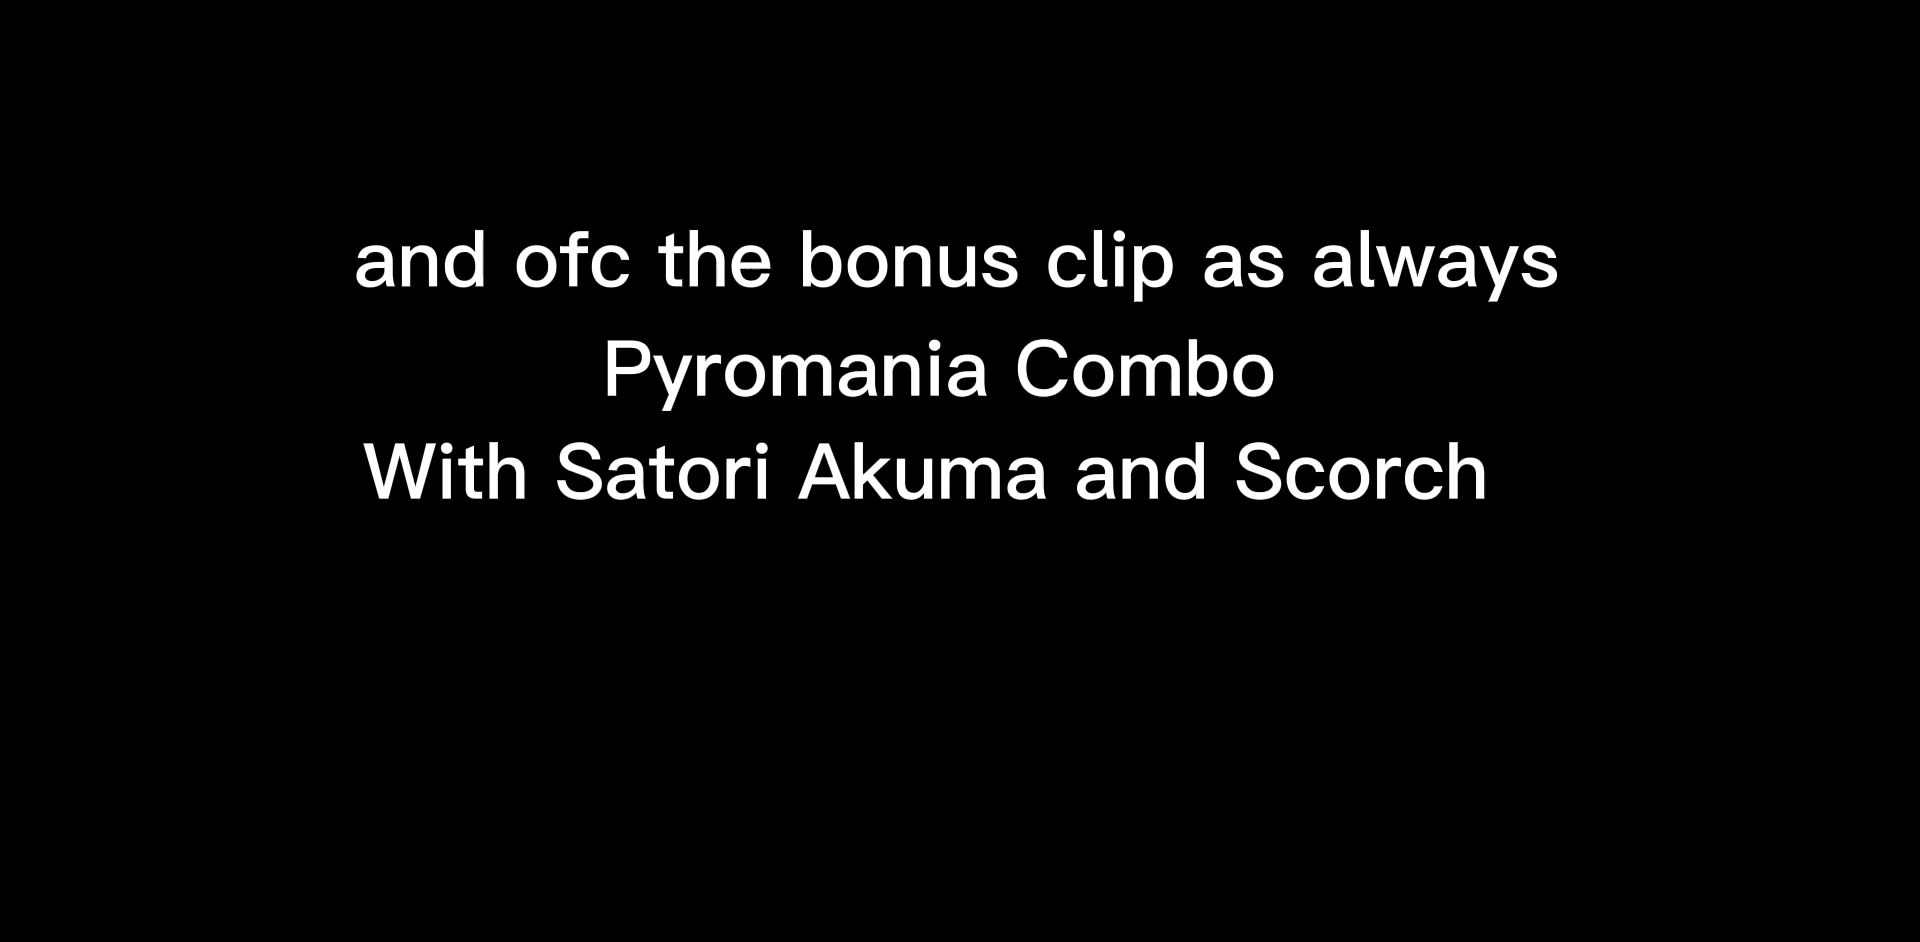 and ofc the bonus clip as always
Pyromania Combo
With Satori Akuma and Scorch